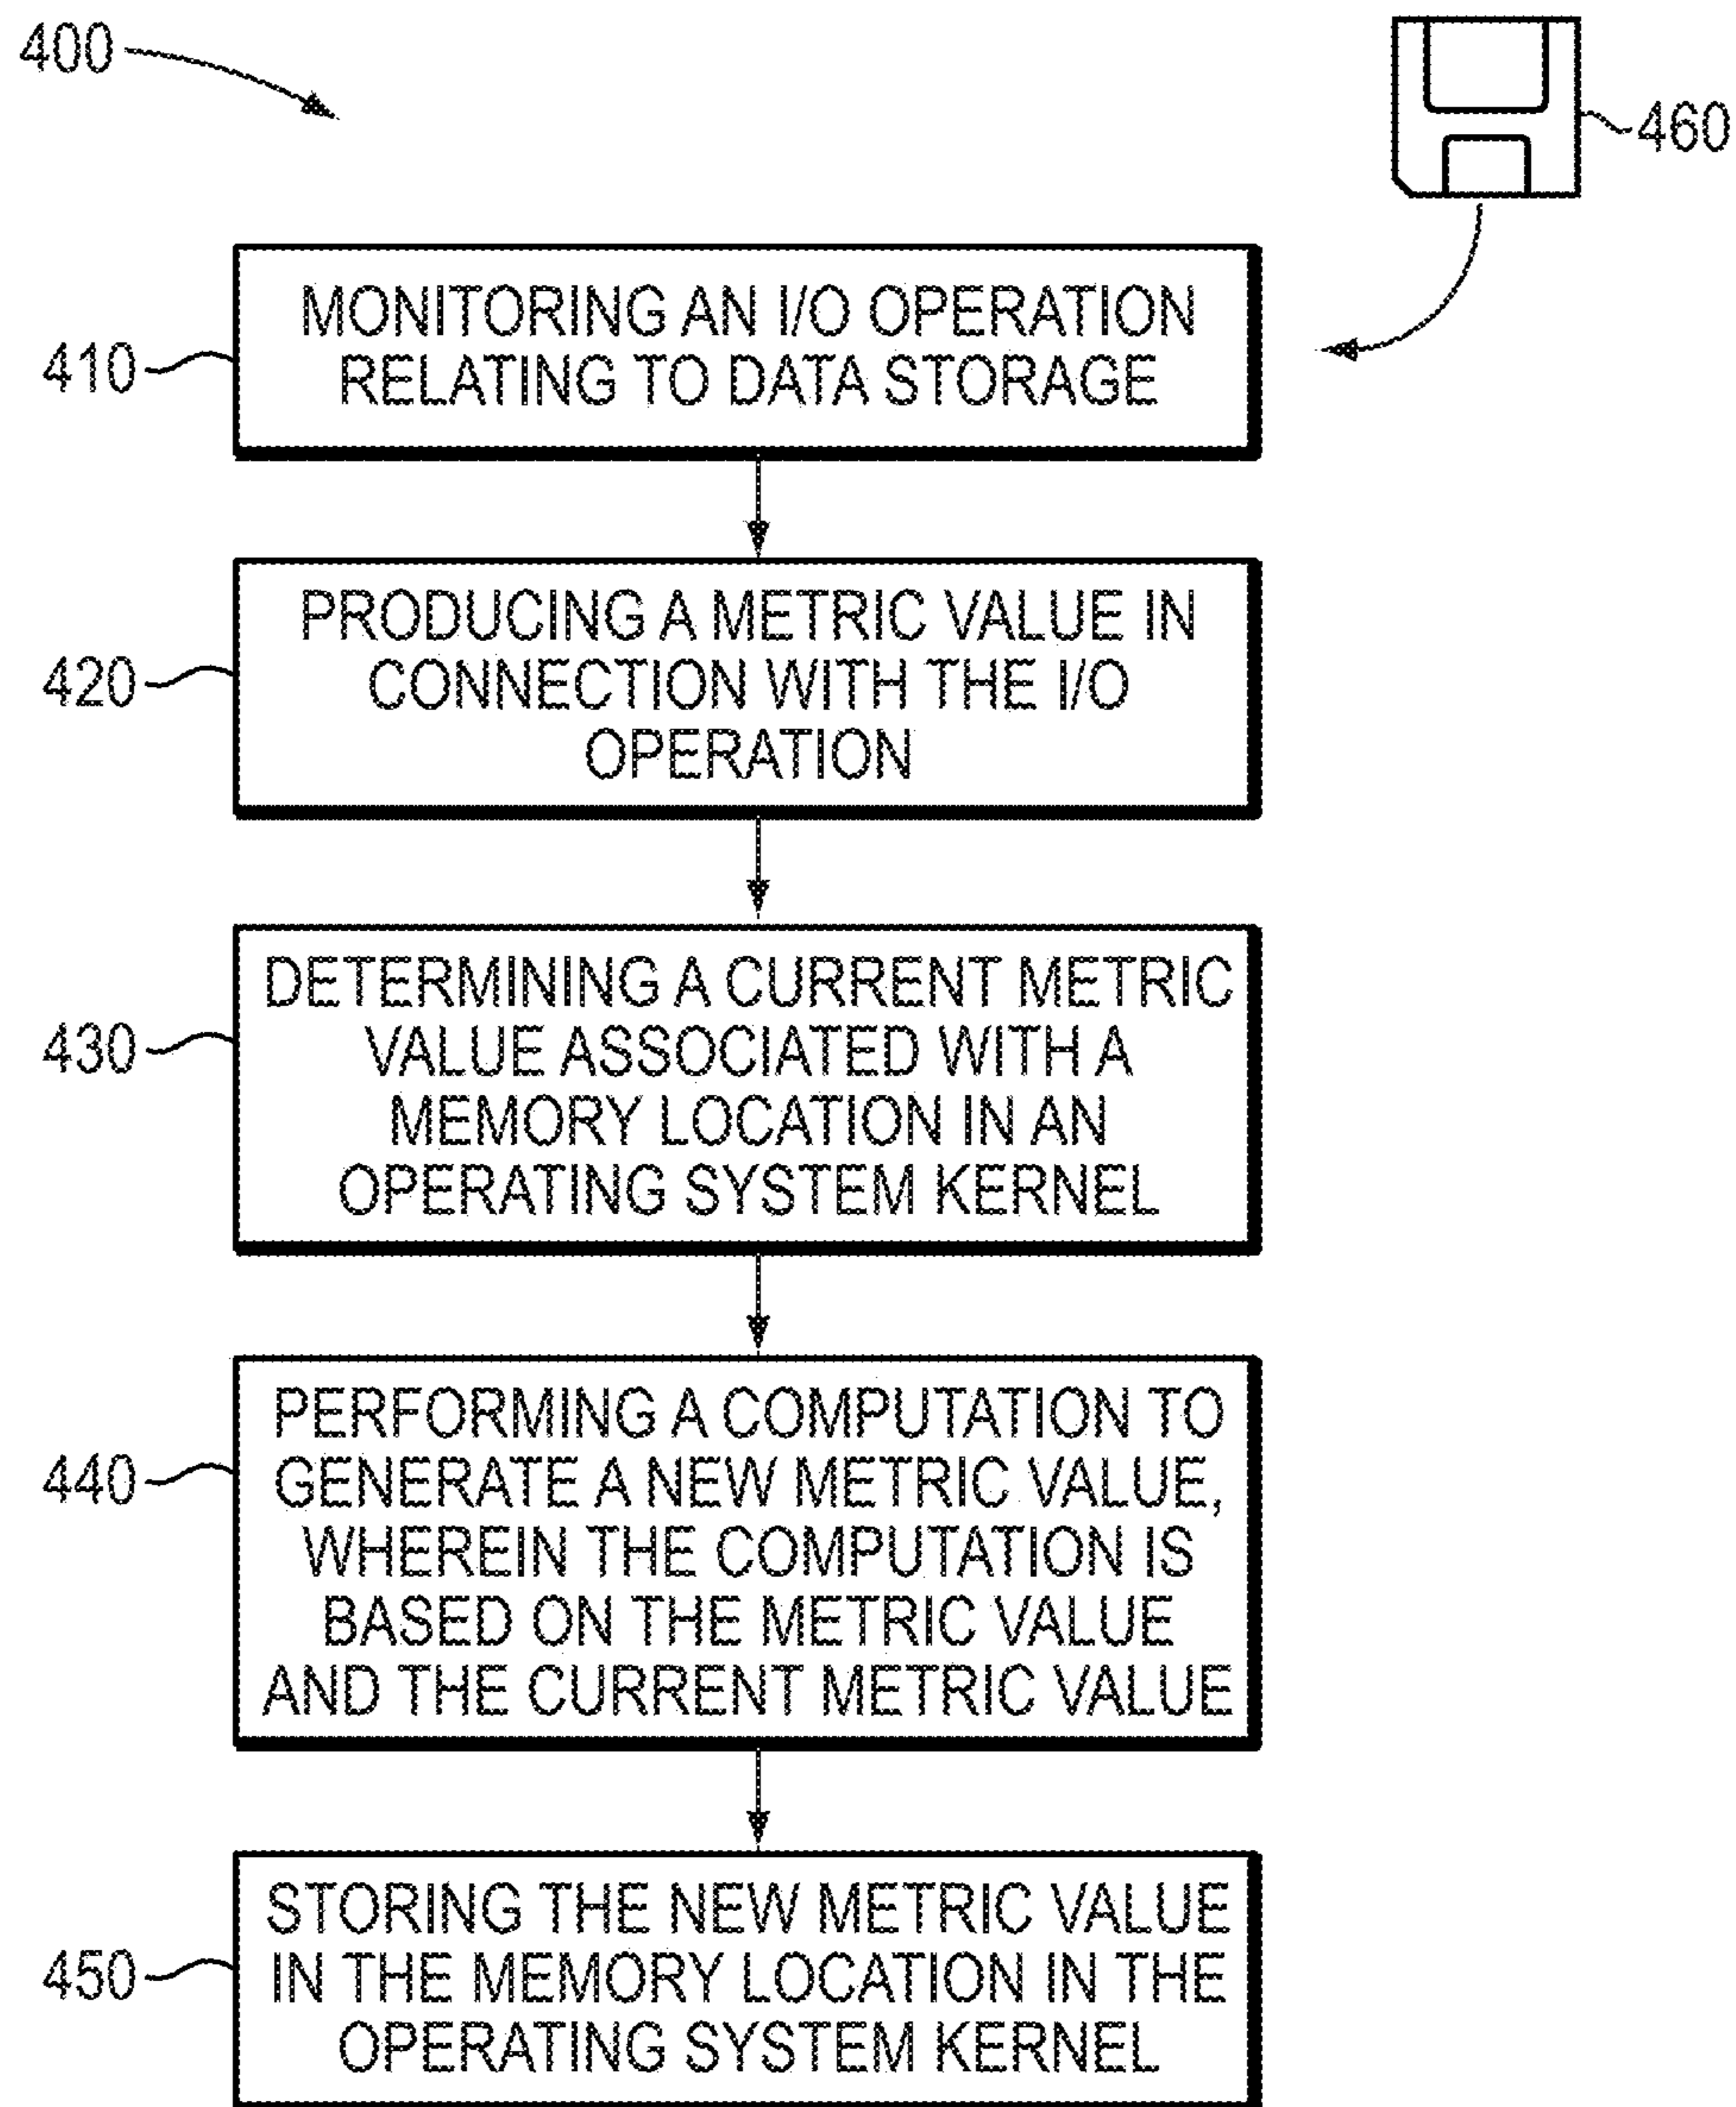 400
460
410
MONITORING AN I/O OPERATION
RELATING TO DATA STORAGE
420
PRODUCING A METRIC VALUE IN
CONNECTION WITH THE I/O
OPERATION
430
DETERMINING A CURRENT METRIC
VALUE ASSOCIATED WITH A
MEMORY LOCATION IN AN
OPERATING SYSTEM KERNEL
440
PERFORMING A COMPUTATION TO
GENERATE A NEW METRIC VALUE,
WHEREIN THE COMPUTATION IS
BASED ON THE METRIC VALUE
AND THE CURRENT METRIC VALUE
450
STORING THE NEW METRIC VALUE
IN THE MEMORY LOCATION IN THE
OPERATING SYSTEM KERNEL